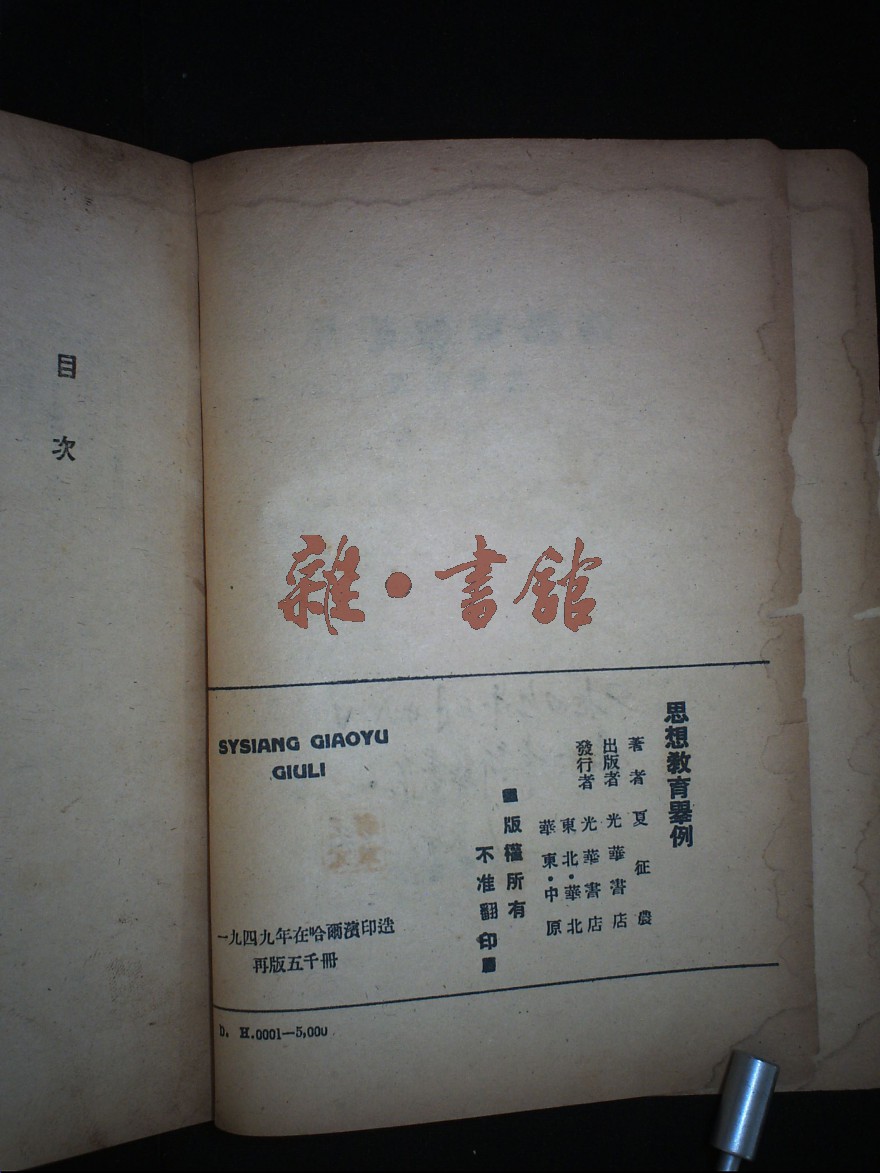 思想教育舉例
著者 夏征農
出版者 光華書店
發行者 光華書店
東北·華北
華東·中原
版權所有
不准翻印
SYSIANG GIAOYU
GIULI
一九四九年在哈爾濱印造
再版五千冊
D. H.0001—5,000
目次
雜·書館